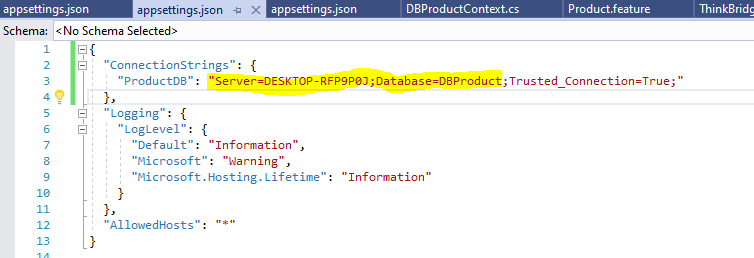 appsettings.json appsettings.json appsettings.json DBProductContext.cs Product.feature ThinkBridg
Schema: <No Schema Selected>
1 {
2 "ConnectionStrings": {
3 "ProductDB": "Server=DESKTOP-RFP9P0J;Database=DBProduct;Trusted_Connection=True;"
4 },
5 "Logging": {
6 "LogLevel": {
7 "Default": "Information",
8 "Microsoft": "Warning",
9 "Microsoft.Hosting.Lifetime": "Information"
10 }
11 },
12 "AllowedHosts": "*"
13 }